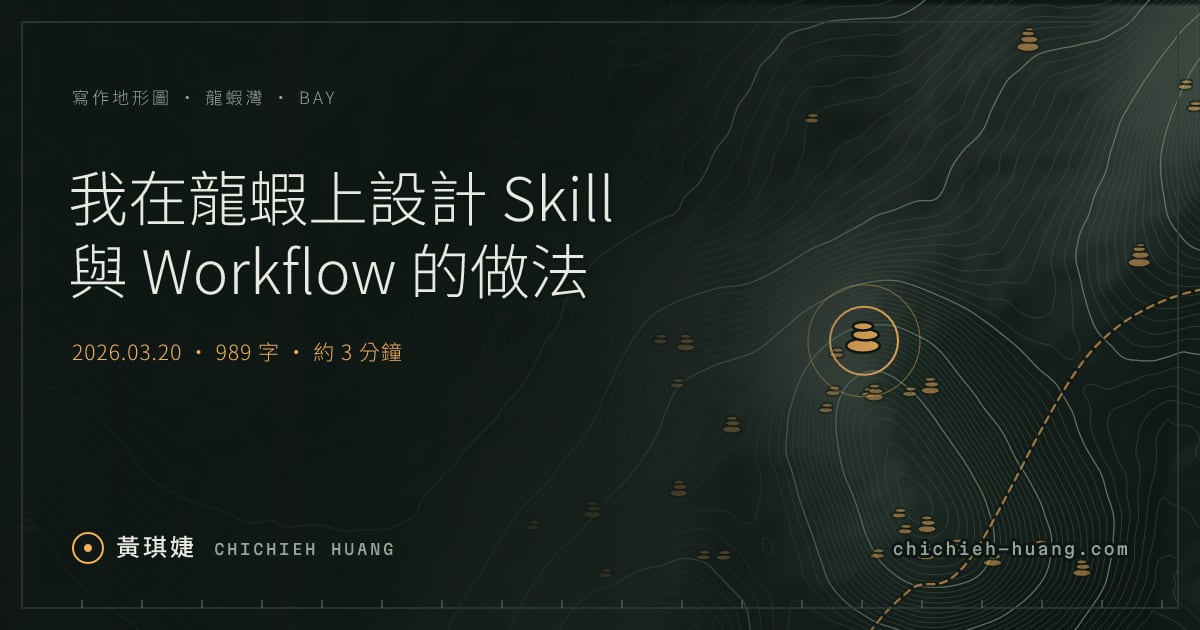 寫作地形圖 · 龍蝦灣 · BAY
我在龍蝦上設計 Skill
與 Workflow 的做法
2026.03.20 · 989 字 · 約 3 分鐘
黃琪婕 CHICHIEH HUANG
chichieh-huang.com